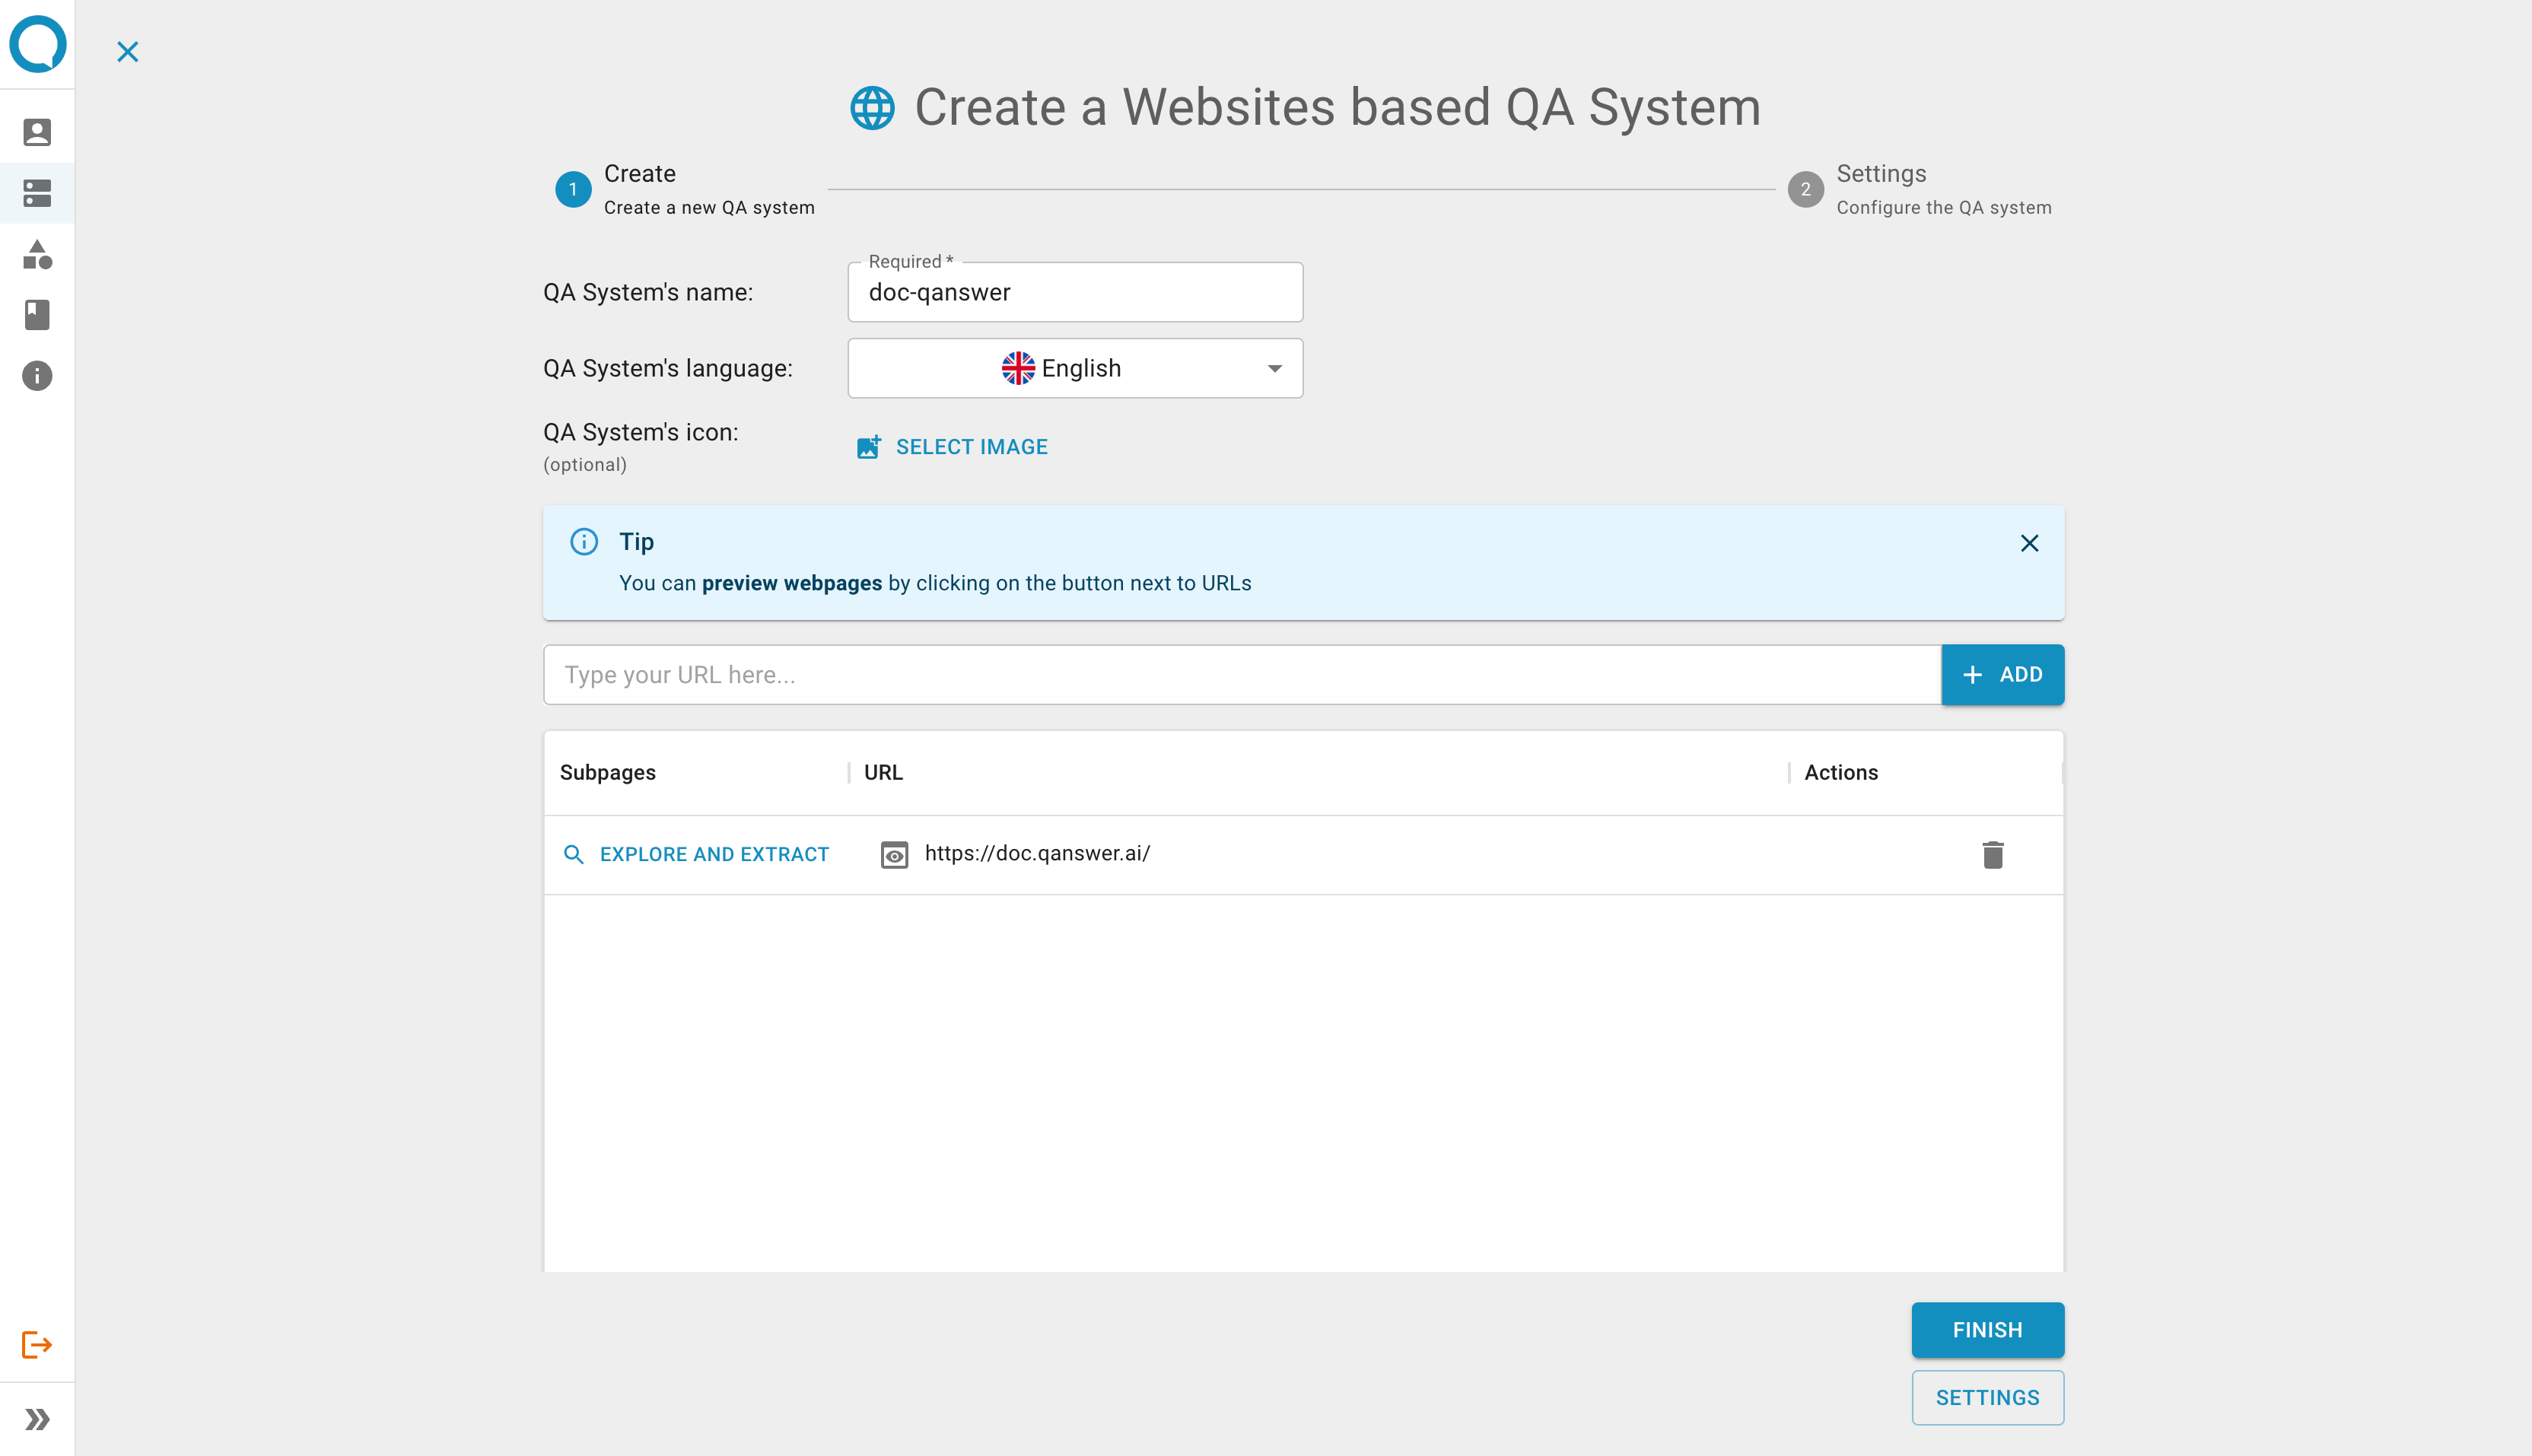 Create a Websites based QA System
1
Create
Create a new QA system
2
Settings
Configure the QA system
QA System's name:
Required *
doc-qanswer
QA System's language:
English
QA System's icon:
(optional)
SELECT IMAGE
Tip
You can preview webpages by clicking on the button next to URLs
Type your URL here...
ADD
Subpages
URL
Actions
EXPLORE AND EXTRACT
https://doc.qanswer.ai/
FINISH
SETTINGS